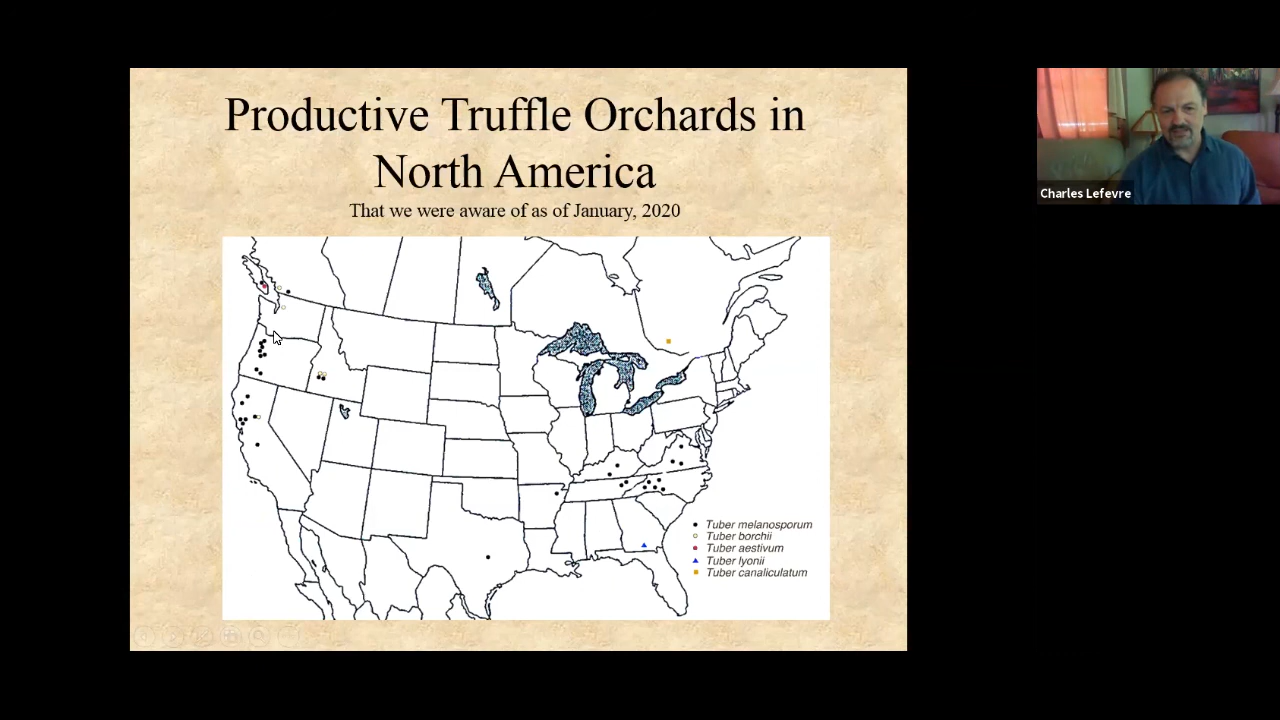 Productive Truffle Orchards in
North America
That we were aware of as of January, 2020
Charles Lefevre
Tuber melanosporum
Tuber borchii
Tuber aestivum
Tuber lyonii
Tuber canaliculatum